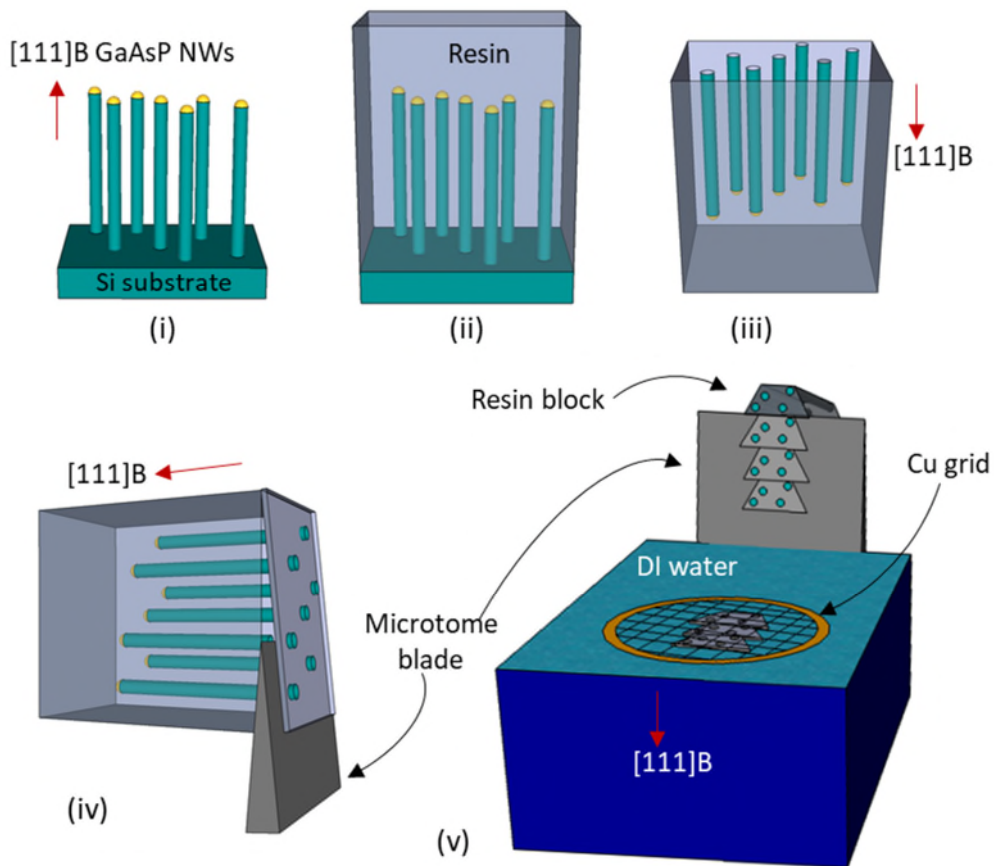 [111]B GaAsP NWs
Resin
[111]B
Si substrate
(i)
(ii)
(iii)
Resin block
[111]B
Cu grid
DI water
Microtome
blade
[111]B
(iv)
(v)